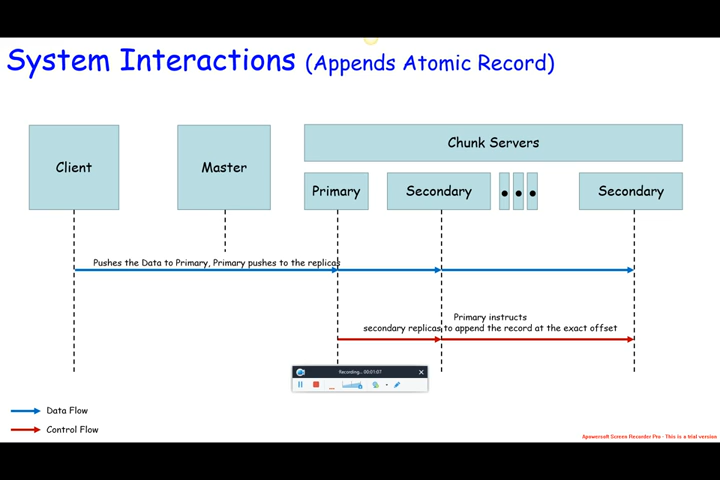 System Interactions (Appends Atomic Record)
Client
Master
Chunk Servers
Primary
Secondary
Secondary
Pushes the Data to Primary, Primary pushes to the replicas
Primary instructs
secondary replicas to append the record at the exact offset
Recording... 00:01:07
Data Flow
Control Flow
Apowersoft Screen Recorder Pro - This is a trial version